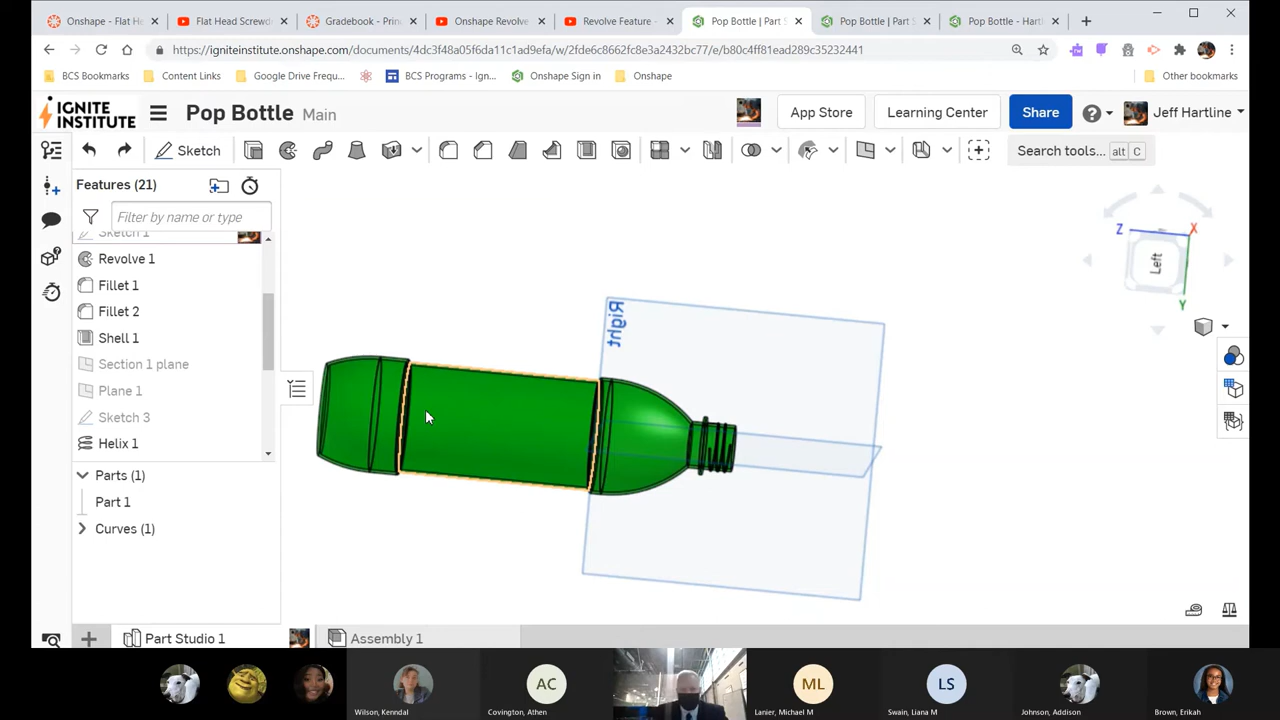 Onshape - Flat He
Flat Head Screwdr
Gradebook - Princ
Onshape Revolve
Revolve Feature -
Pop Bottle | Part S
Pop Bottle | Part S
Pop Bottle - Hartl
https://igniteinstitute.onshape.com/documents/4dc3f48a05f6da11c1ad9efa/w/2fde6c8662fc8e3a2432bc77/e/b80c4ff81ead289c35232441
BCS Bookmarks
Content Links
Google Drive Frequ...
BCS Programs - Ign...
Onshape Sign in
Onshape
Other bookmarks
IGNITE
INSTITUTE
Pop Bottle Main
App Store
Learning Center
Share
Jeff Hartline
Sketch
Search tools... alt C
Features (21)
Filter by name or type
Sketch 1
Revolve 1
Fillet 1
Fillet 2
Shell 1
Section 1 plane
Plane 1
Sketch 3
Helix 1
Parts (1)
Part 1
Curves (1)
Right
Z
X
Left
Y
Part Studio 1
Assembly 1
AC
ML
LS
Wilson, Kenndal
Covington, Athen
Lanier, Michael M
Swain, Liana M
Johnson, Addison
Brown, Erikah